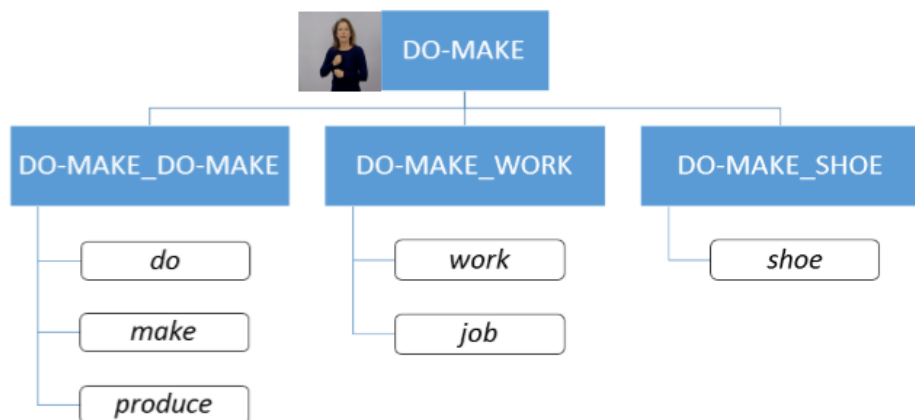 DO-MAKE
DO-MAKE_DO-MAKE
DO-MAKE_WORK
DO-MAKE_SHOE
do
make
produce
work
job
shoe